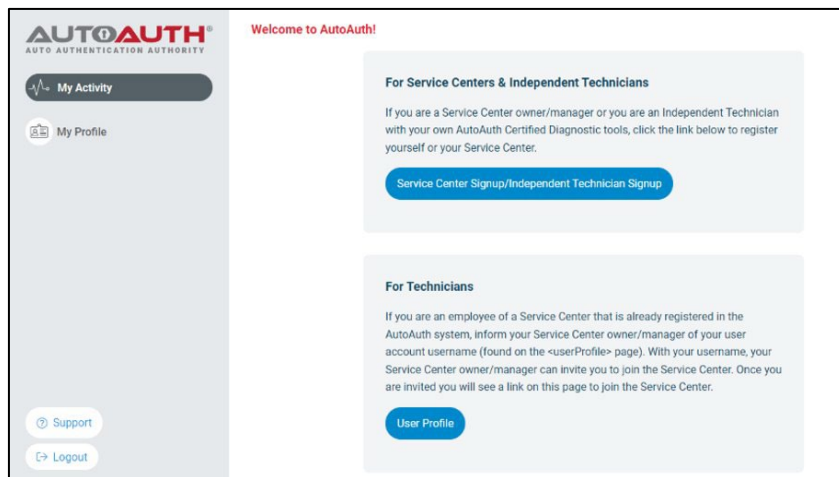 AUTOAUTH®
AUTO AUTHENTICATION AUTHORITY
My Activity
My Profile
Support
Logout
Welcome to AutoAuth!
For Service Centers & Independent Technicians
If you are a Service Center owner/manager or you are an Independent Technician
with your own AutoAuth Certified Diagnostic tools, click the link below to register
yourself or your Service Center.
Service Center Signup/Independent Technician Signup
For Technicians
If you are an employee of a Service Center that is already registered in the
AutoAuth system, inform your Service Center owner/manager of your user
account username (found on the <userProfile> page). With your username, your
Service Center owner/manager can invite you to join the Service Center. Once you
are invited you will see a link on this page to join the Service Center.
User Profile